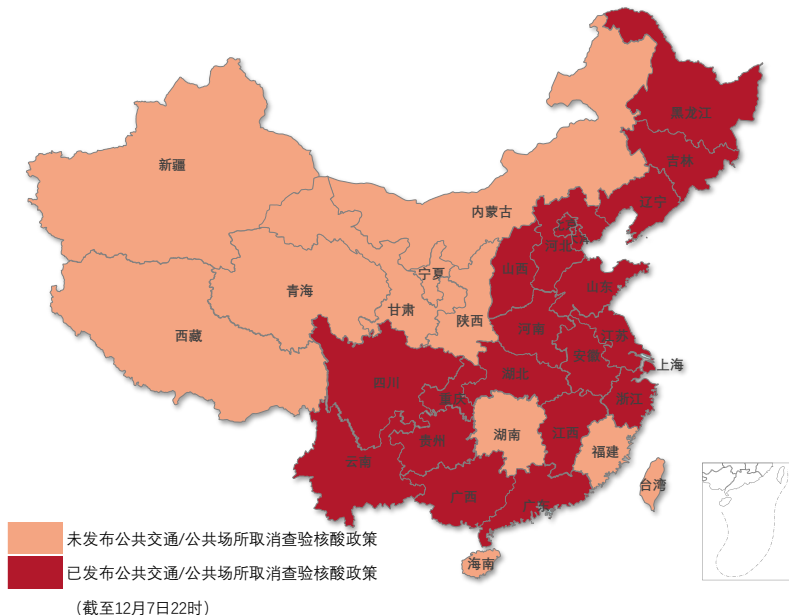 黑龙江
吉林
新疆
辽宁
内蒙古
河北
宁夏
山西
青海
山东
甘肃
陕西
河南
江苏
西藏
安徽
上海
湖北
四川
重庆
浙江
湖南
江西
贵州
福建
云南
台湾
广西
广东
未发布公共交通/公共场所取消查验核酸政策
海南
已发布公共交通/公共场所取消查验核酸政策
（截至12月7日22时）